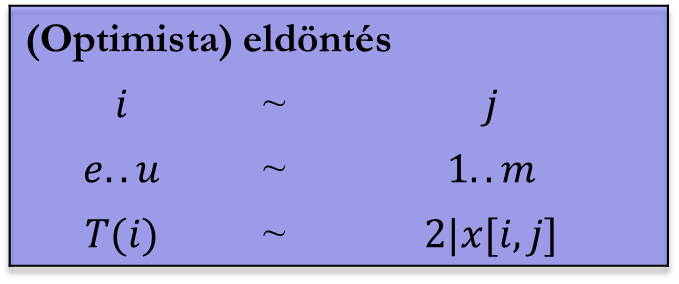 (Optimista) eldöntés
i ~ j
e..u ~ 1..m
T(i) ~ 2|x[i,j]